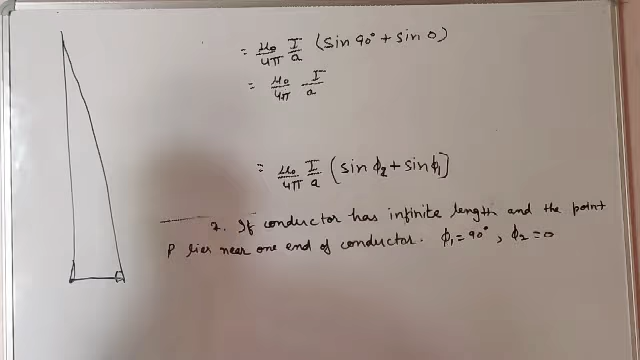 = μ₀/4π I/a (sin 90° + sin 0)
= μ₀/4π I/a
= μ₀/4π I/a (sin ϕ₂ + sin ϕ₁]
2. If conductor has infinite length and the point
P lies near one end of conductor. ϕ₁ = 90°, ϕ₂ = 0